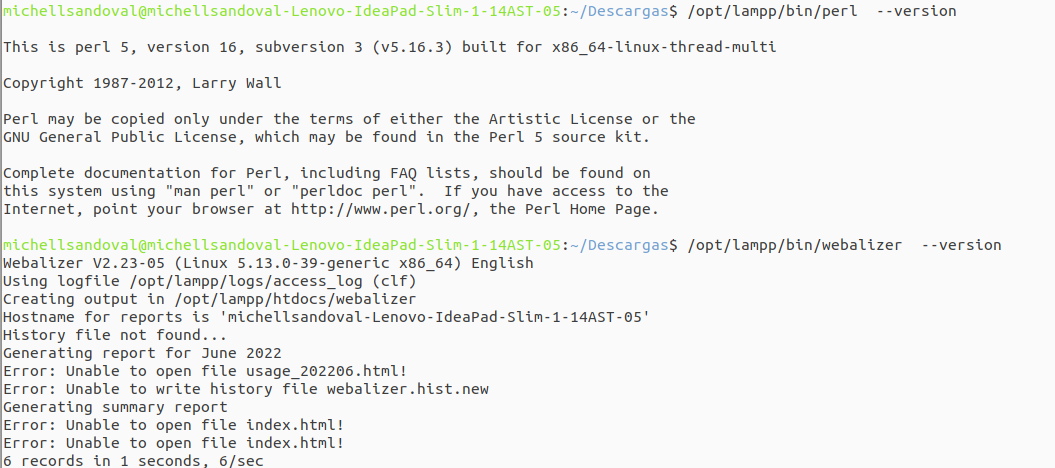 michellsandoval@michellsandoval-Lenovo-IdeaPad-Slim-1-14AST-05:~/Descargas$ /opt/lampp/bin/perl  --version
This is perl 5, version 16, subversion 3 (v5.16.3) built for x86_64-linux-thread-multi
Copyright 1987-2012, Larry Wall
Perl may be copied only under the terms of either the Artistic License or the
GNU General Public License, which may be found in the Perl 5 source kit.
Complete documentation for Perl, including FAQ lists, should be found on
this system using "man perl" or "perldoc perl".  If you have access to the
Internet, point your browser at http://www.perl.org/, the Perl Home Page.
michellsandoval@michellsandoval-Lenovo-IdeaPad-Slim-1-14AST-05:~/Descargas$ /opt/lampp/bin/webalizer  --version
Webalizer V2.23-05 (Linux 5.13.0-39-generic x86_64) English
Using logfile /opt/lampp/logs/access_log (clf)
Creating output in /opt/lampp/htdocs/webalizer
Hostname for reports is 'michellsandoval-Lenovo-IdeaPad-Slim-1-14AST-05'
History file not found...
Generating report for June 2022
Error: Unable to open file usage_202206.html!
Error: Unable to write history file webalizer.hist.new
Generating summary report
Error: Unable to open file index.html!
Error: Unable to open file index.html!
6 records in 1 seconds, 6/sec